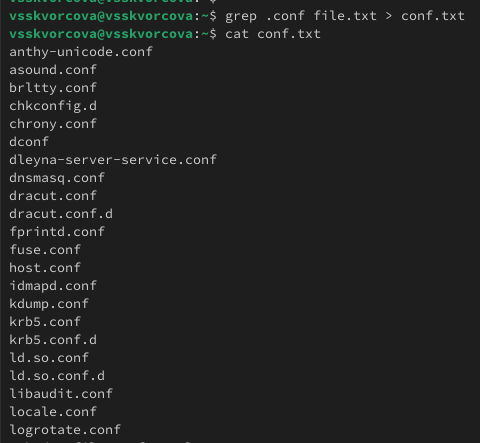 vsskvorcova@vsskvorcova:~$ grep .conf file.txt > conf.txt
vsskvorcova@vsskvorcova:~$ cat conf.txt
anthy-unicode.conf
asound.conf
brltty.conf
chkconfig.d
chrony.conf
dconf
dleyna-server-service.conf
dnsmasq.conf
dracut.conf
dracut.conf.d
fprintd.conf
fuse.conf
host.conf
idmapd.conf
kdump.conf
krb5.conf
krb5.conf.d
ld.so.conf
ld.so.conf.d
libaudit.conf
locale.conf
logrotate.conf